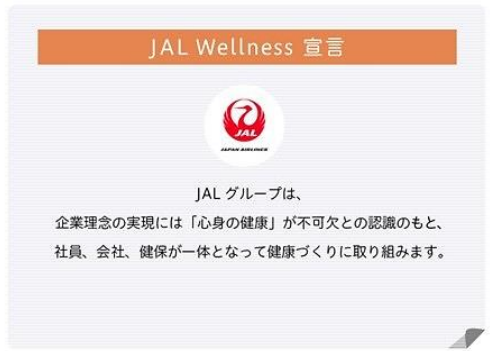 JAL Wellness 宣言
JAL
JAPAN AIRLINES
JAL グループは、
企業理念の実現には「心身の健康」が不可欠との認識のもと、
社員、会社、健保が一体となって健康づくりに取り組みます。